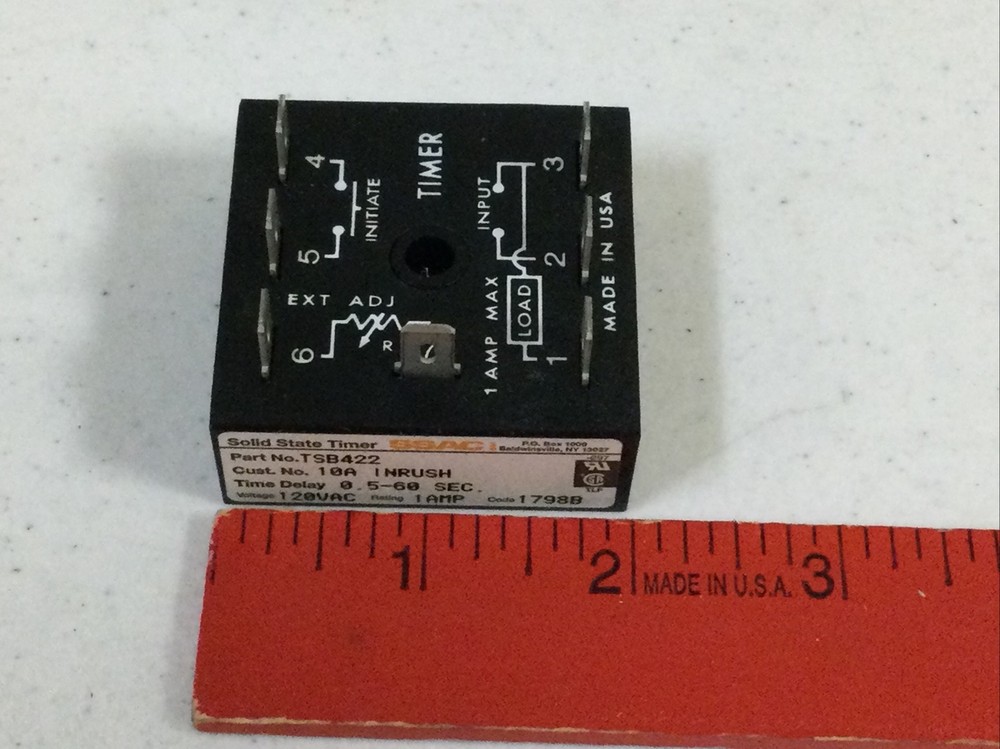 4
5
INITIATE
TIMER
INPUT
3
2
MADE IN USA
EXT ADJ
6
R
7
1 AMP MAX
LOAD
1
Solid State Timer SSAC P.O. Box 1000
Baldwinsville, NY 13027
Part No. TSB422
Cust. No. 10A INRUSH
Time Delay 0.5-60 SEC.
Voltage 120VAC Rating 1AMP Code 1798B
1 2 MADE IN U.S.A. 3